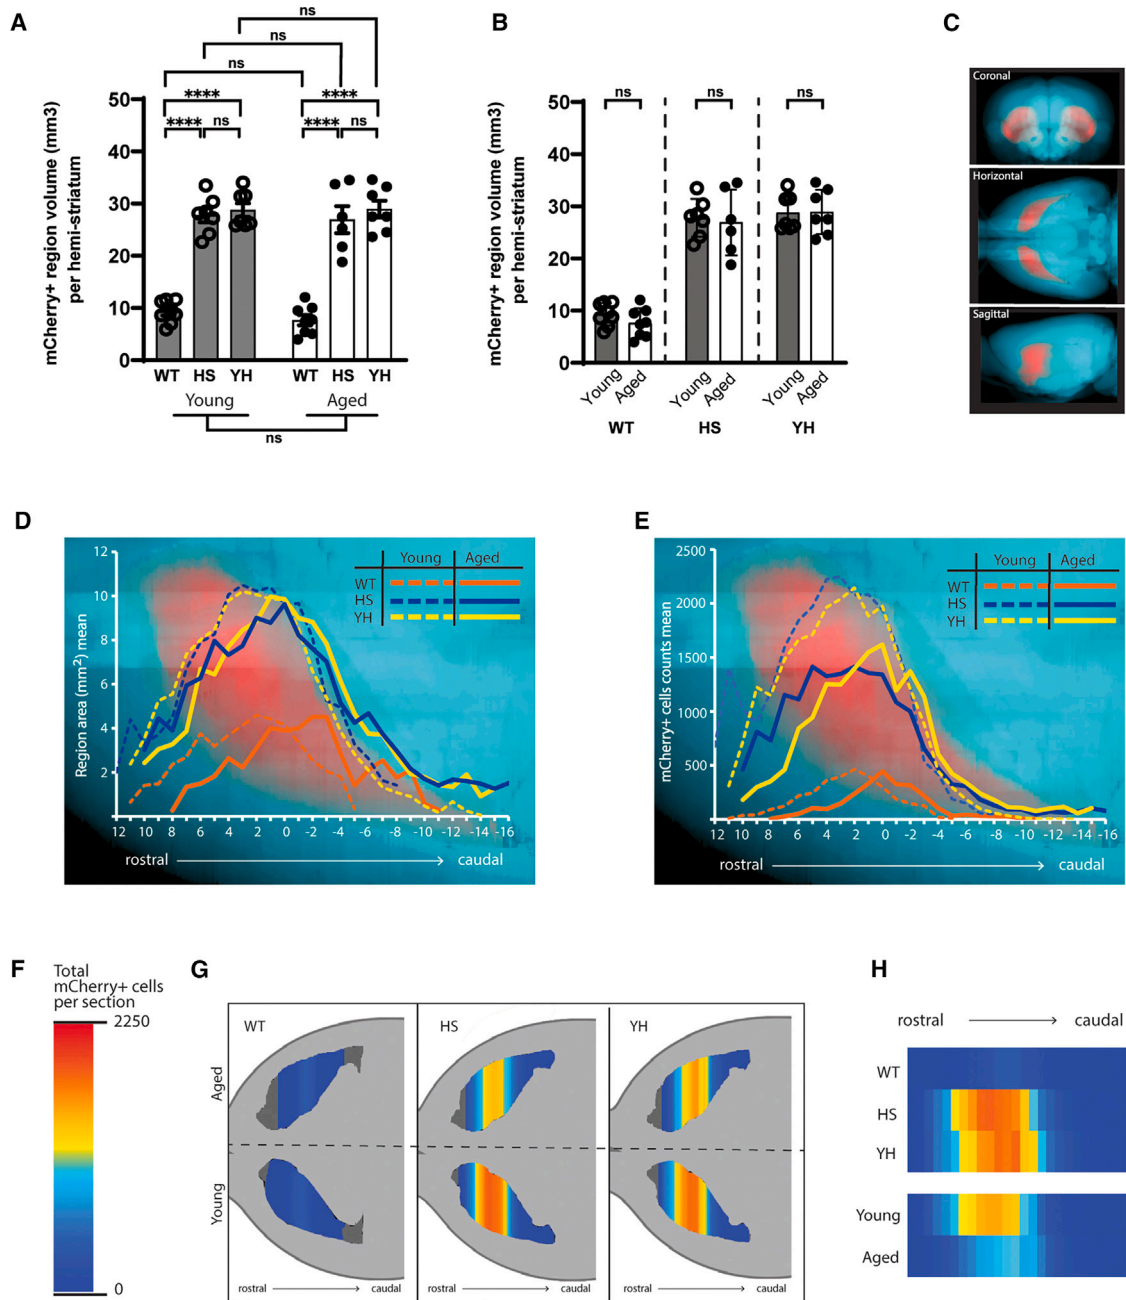 A
ns
ns
ns
**** ****
**** ns **** ns
mCherry+ region volume (mm3)
per hemi-striatum
50
40
30
20
10
0
WT HS YH WT HS YH
Young Aged
ns
B
ns ns ns
mCherry+ region volume (mm3)
per hemi-striatum
50
40
30
20
10
0
Young Aged Young Aged Young Aged
WT HS YH
C
Coronal
Horizontal
Sagittal
D
Region area (mm²) mean
12
10
8
6
4
2
Young Aged
WT
HS
YH
12 10 8 6 4 2 0 -2 -4 -6 -8 -10 -12 -14 -16
rostral caudal
E
mCherry+ cells counts mean
2500
2000
1500
1000
500
0
Young Aged
WT
HS
YH
12 10 8 6 4 2 0 -2 -4 -6 -8 -10 -12 -14 -16
rostral caudal
F
Total
mCherry+ cells
per section
2250
0
G
WT HS YH
Aged
Young
rostral caudal rostral caudal rostral caudal
H
rostral caudal
WT
HS
YH
Young
Aged